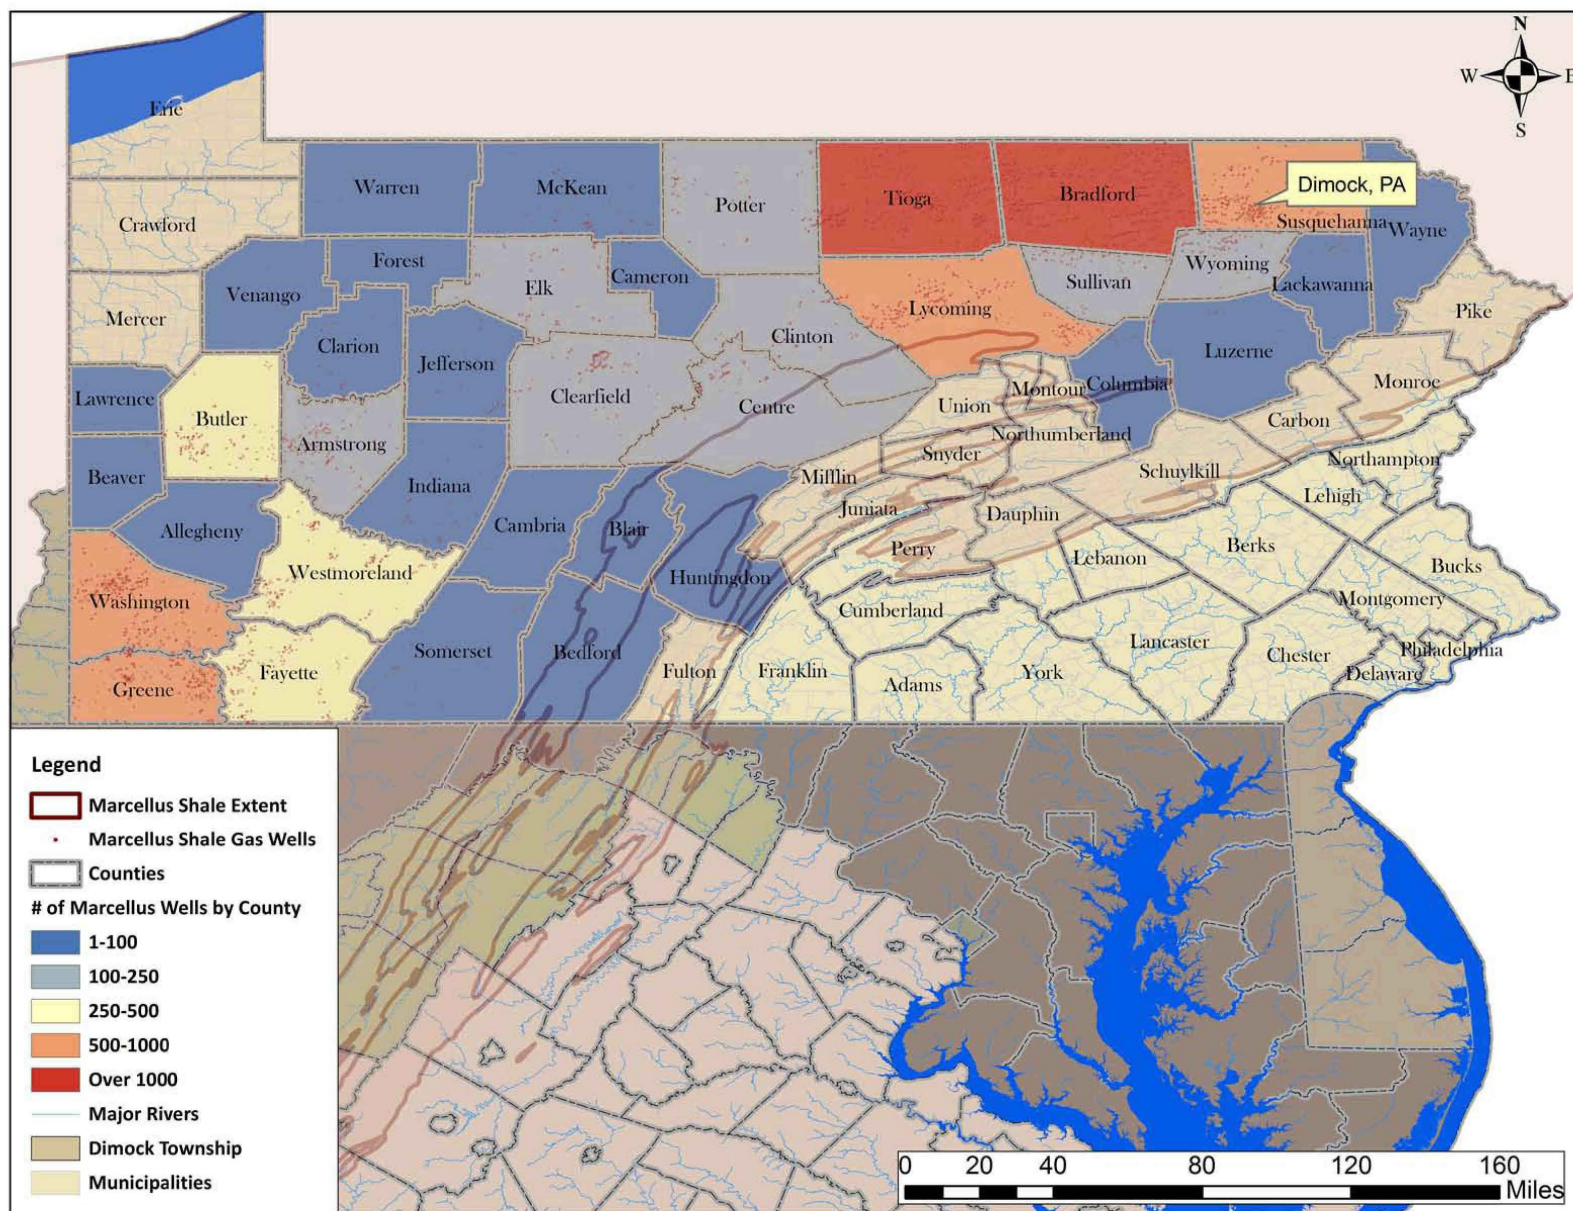 N
W
E
S
Erie
Warren
McKean
Potter
Tioga
Bradford
Dimock, PA
Susquehanna
Wayne
Crawford
Forest
Elk
Cameron
Sullivan
Wyoming
Lackawanna
Venango
Mercer
Clarion
Jefferson
Clinton
Lycoming
Luzerne
Pike
Lawrence
Butler
Armstrong
Clearfield
Centre
Union
Montour
Columbia
Monroe
Carbon
Northumberland
Snyder
Mifflin
Schuylkill
Northampton
Beaver
Indiana
Lehigh
Allegheny
Cambria
Blair
Juniata
Dauphin
Perry
Lebanon
Berks
Bucks
Westmoreland
Huntingdon
Washington
Cumberland
Montgomery
Somerset
Bedford
Lancaster
Philadelphia
Greene
Fayette
Fulton
Franklin
Adams
York
Chester
Delaware
Legend
Marcellus Shale Extent
Marcellus Shale Gas Wells
Counties
# of Marcellus Wells by County
1-100
100-250
250-500
500-1000
Over 1000
Major Rivers
Dimock Township
Municipalities
0 20 40 80 120 160
Miles